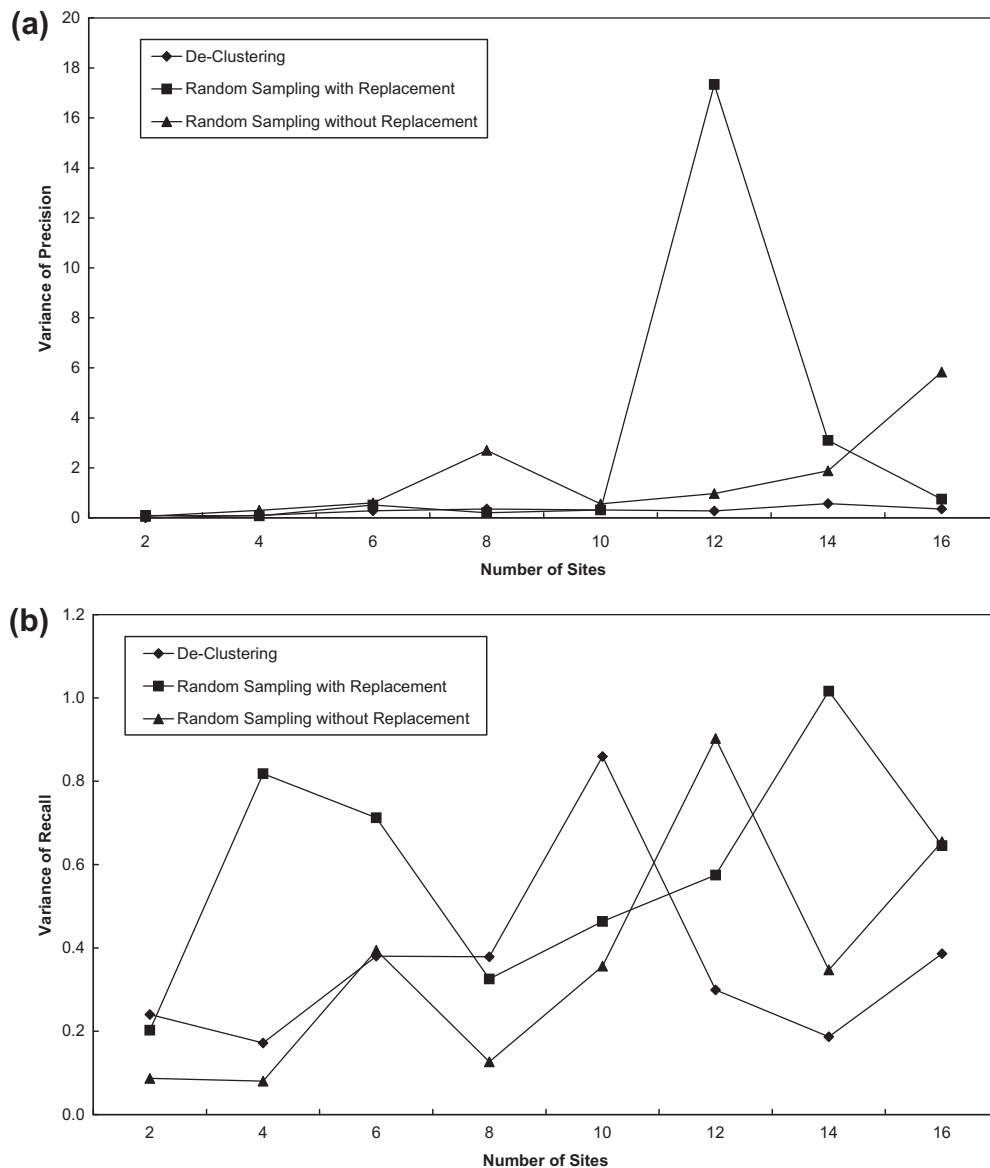 (a)
20
18
16
14
12
10
8
6
4
2
0
Variance of Precision
De-Clustering
Random Sampling with Replacement
Random Sampling without Replacement
2 4 6 8 10 12 14 16
Number of Sites
(b)
1.2
1.0
0.8
0.6
0.4
0.2
0.0
Variance of Recall
De-Clustering
Random Sampling with Replacement
Random Sampling without Replacement
2 4 6 8 10 12 14 16
Number of Sites